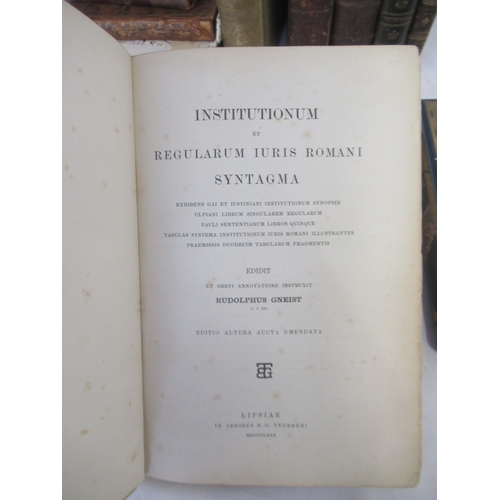 INSTITUTIONUM
ET
REGULARUM IURIS ROMANI
SYNTAGMA
EXHIBENS GAI ET IUSTINIANI INSTITUTIONUM SYNOPSIN
ULPIANI LIBRUM SINGULAREM REGULARUM
PAULI SENTENTIARUM LIBROS QUINQUE
TABULAS SYSTEMA INSTITUTIONUM IURIS ROMANI ILLUSTRANTES
PRAEMISSIS DUODECIM TABULARUM FRAGMENTIS
EDIDIT
ET BREVI ANNOTATIONE INSTRUXIT
RUDOLPHUS GNEIST
EDITIO ALTERA AUCTA EMENDATA
LIPSIAE
IN AEDIBUS B. G. TEUBNERI